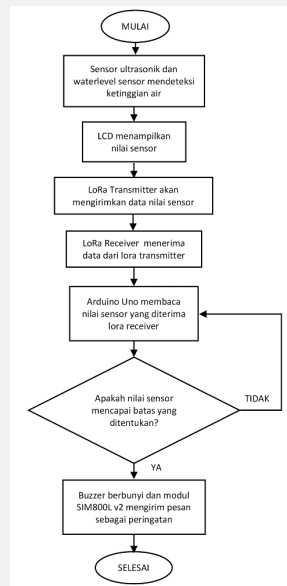 MULAI
Sensor ultrasonik dan
waterlevel sensor mendeteksi
ketinggian air
LCD menampilkan
nilai sensor
LoRa Transmitter akan
mengirimkan data nilai sensor
LoRa Receiver menerima
data dari lora transmitter
Arduino Uno membaca
nilai sensor yang diterima
lora receiver
Apakah nilai sensor
mencapai batas yang
ditentukan?
TIDAK
YA
Buzzer berbunyi dan modul
SIM800L v2 mengirim pesan
sebagai peringatan
SELESAI